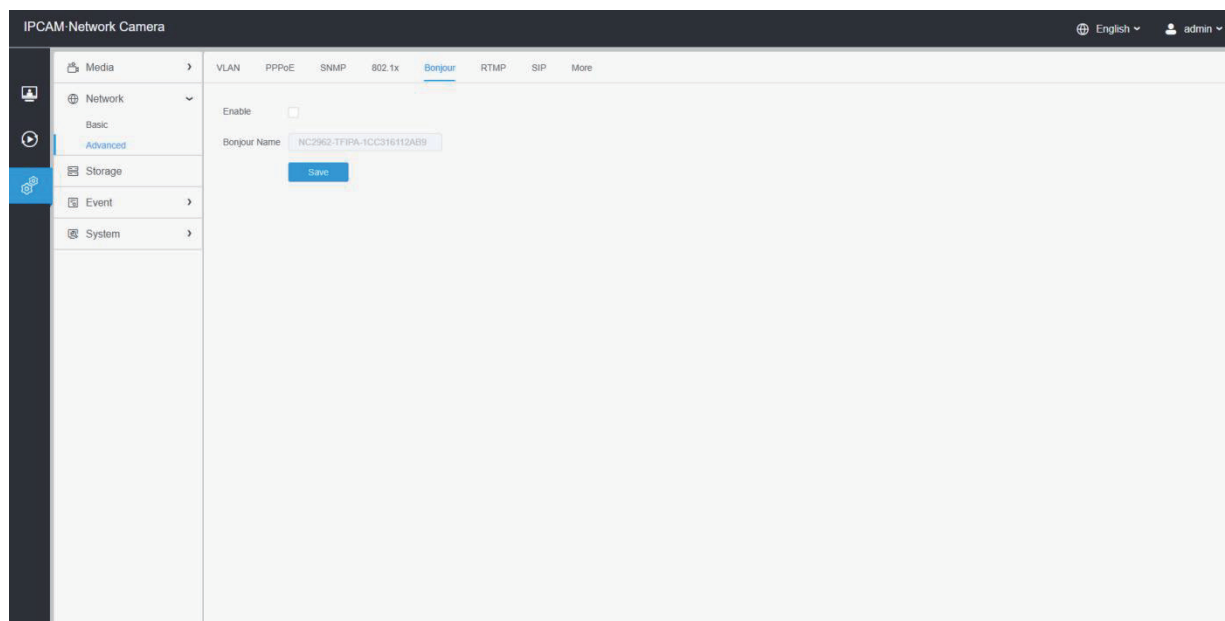 IPCAM·Network Camera
English
admin
Media
VLAN PPPoE SNMP 802.1x Bonjour RTMP SIP More
Network
Basic
Advanced
Storage
Event
System
Enable
Bonjour Name NC2962-TFIPA-1CC316112AB9
Save